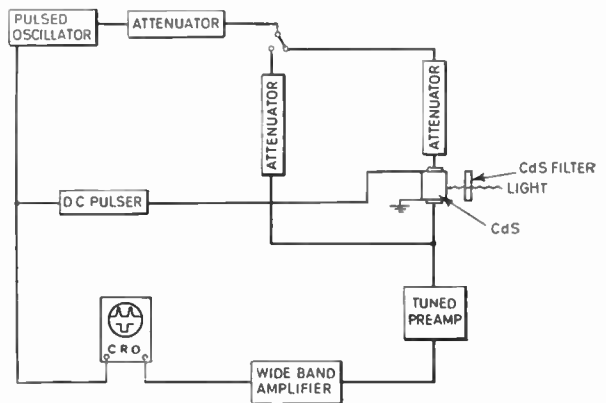 PULSED
OSCILLATOR
ATTENUATOR
ATTENUATOR
ATTENUATOR
CdS FILTER
LIGHT
CdS
DC PULSER
TUNED
PREAMP
CRO
WIDE BAND
AMPLIFIER